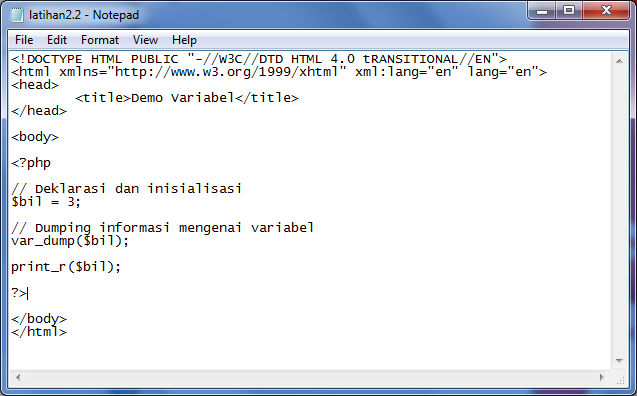 latihan2.2 - Notepad
File Edit Format View Help
<!DOCTYPE HTML PUBLIC "-//W3C//DTD HTML 4.0 tRANSITIONAL//EN">
<html xmlns="http://www.w3.org/1999/xhtml" xml:lang="en" lang="en">
<head>
	<title>Demo Variabel</title>
</head>

<body>

<?php

// Deklarasi dan inisialisasi
$bil = 3;

// Dumping informasi mengenai variabel
var_dump($bil);

print_r($bil);

?>

</body>
</html>